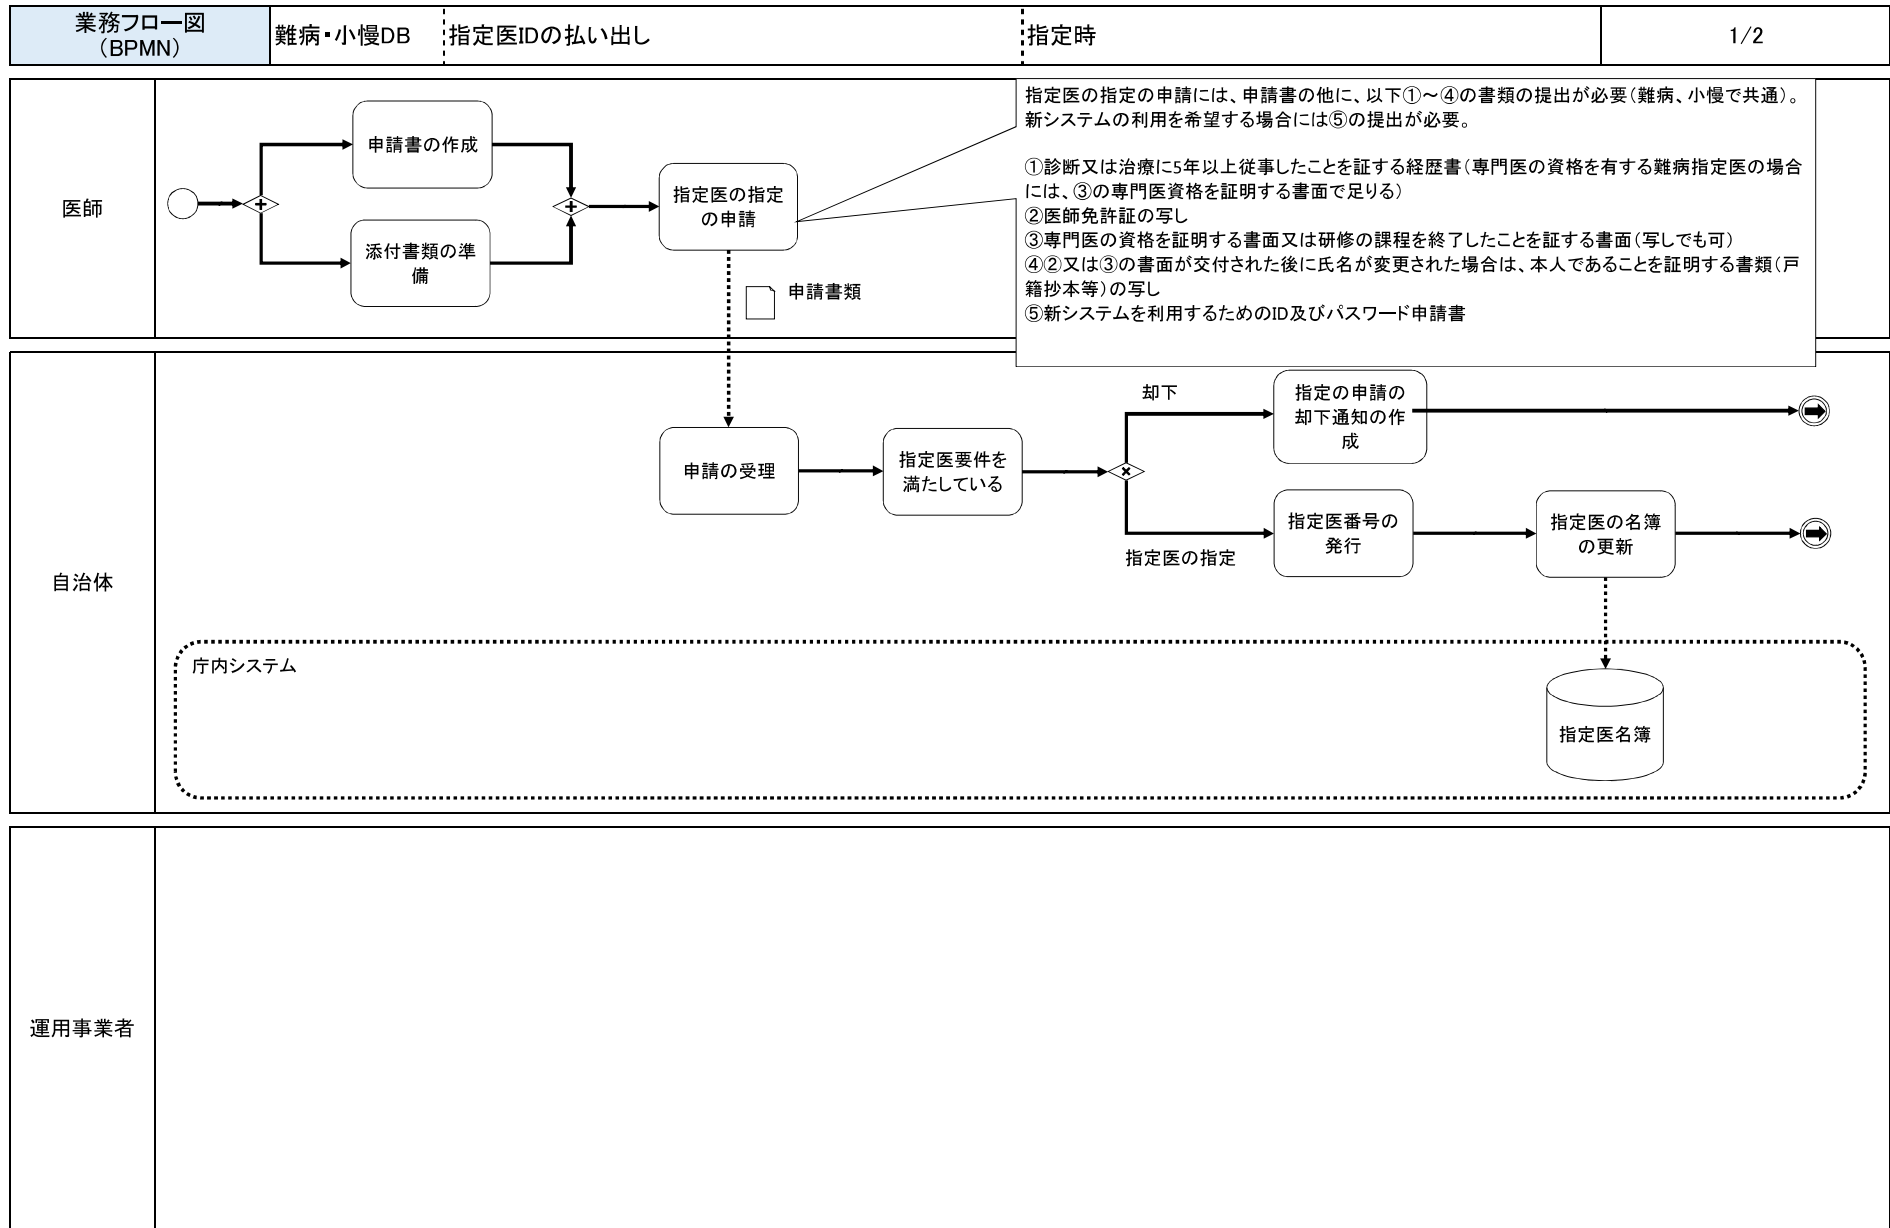 業務フロー図
（BPMN）
難病・小慢DB
指定医IDの払い出し
指定時
1/2
医師
申請書の作成
添付書類の準
備
指定医の指定
の申請
申請書類
指定医の指定の申請には、申請書の他に、以下①～④の書類の提出が必要（難病、小慢で共通）。
新システムの利用を希望する場合には⑤の提出が必要。
①診断又は治療に5年以上従事したことを証する経歴書（専門医の資格を有する難病指定医の場合
には、③の専門医資格を証明する書面で足りる）
②医師免許証の写し
③専門医の資格を証明する書面又は研修の課程を終了したことを証する書面（写しでも可）
④②又は③の書面が交付された後に氏名が変更された場合は、本人であることを証明する書類（戸
籍抄本等）の写し
⑤新システムを利用するためのID及びパスワード申請書
自治体
申請の受理
指定医要件を
満たしている
却下
指定の申請の
却下通知の作
成
指定医の指定
指定医番号の
発行
指定医の名簿
の更新
庁内システム
指定医名簿
運用事業者